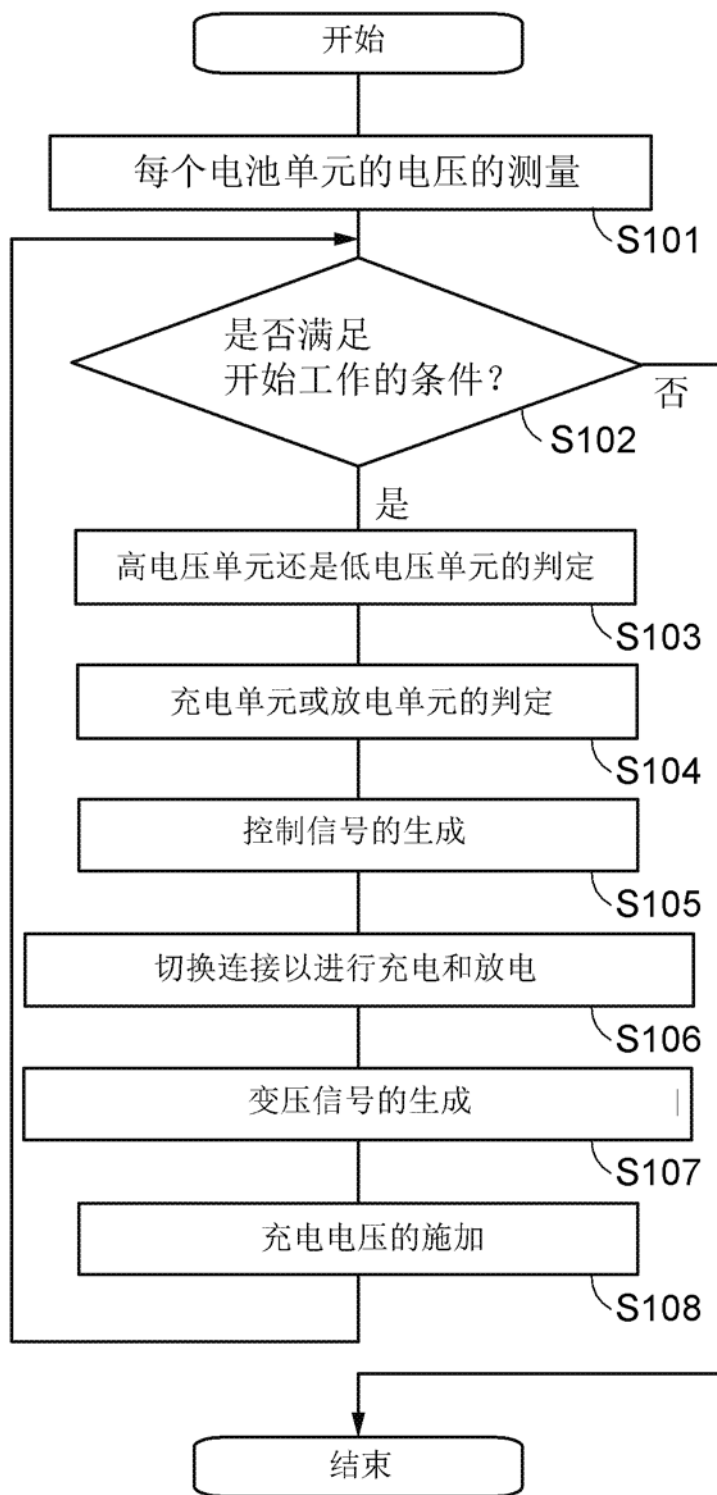 开始
每个电池单元的电压的测量
S101
是否满足
开始工作的条件？
否
S102
是
高电压单元还是低电压单元的判定
S103
充电单元或放电单元的判定
S104
控制信号的生成
S105
切换连接以进行充电和放电
S106
变压信号的生成
S107
充电电压的施加
S108
结束